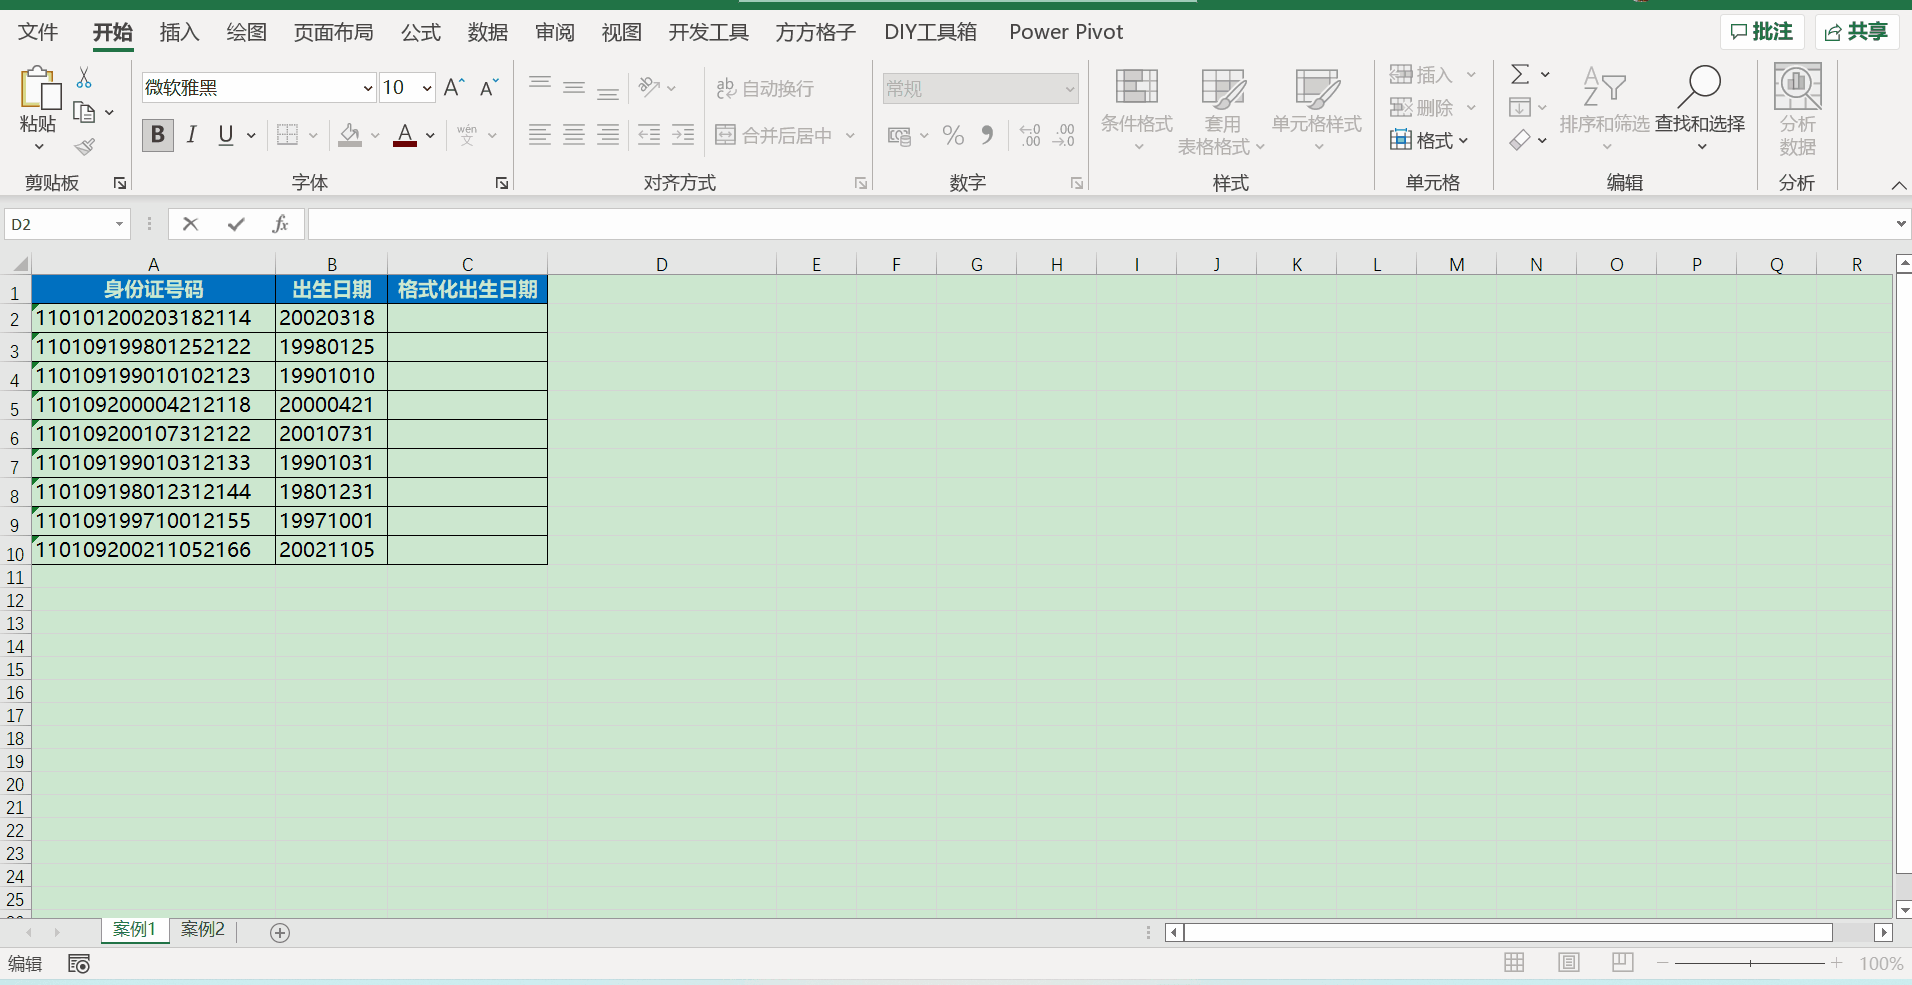 文件 开始 插入 绘图 页面布局 公式 数据 审阅 视图 开发工具 方方格子 DIY工具箱 Power Pivot 批注 共享
微软雅黑 10 A A 自动换行 常规 插入 删除 格式
粘贴 B I U A wén 文 合并后居中 % .00 条件格式 套用表格格式 单元格样式 排序和筛选 查找和选择 分析数据
剪贴板 字体 对齐方式 数字 样式 单元格 编辑 分析
D2 fx
A B C D E F G H I J K L M N O P Q R
1 身份证号码 出生日期 格式化出生日期
2 110101200203182114 20020318
3 110109199801252122 19980125
4 110109199010102123 19901010
5 110109200004212118 20000421
6 110109200107312122 20010731
7 110109199010312133 19901031
8 110109198012312144 19801231
9 110109199710012155 19971001
10 110109200211052166 20021105
11
12
13
14
15
16
17
18
19
20
21
22
23
24
25
案例1 案例2
编辑 100%